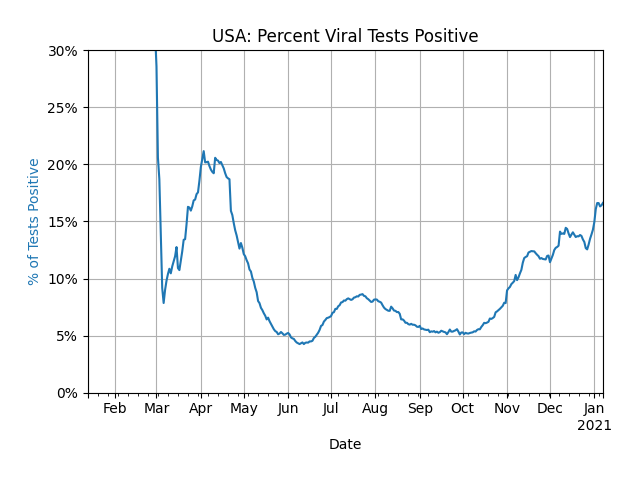 USA: Percent Viral Tests Positive
30%
25%
20%
15%
10%
5%
0%
% of Tests Positive
Feb Mar Apr May Jun Jul Aug Sep Oct Nov Dec Jan
2021
Date